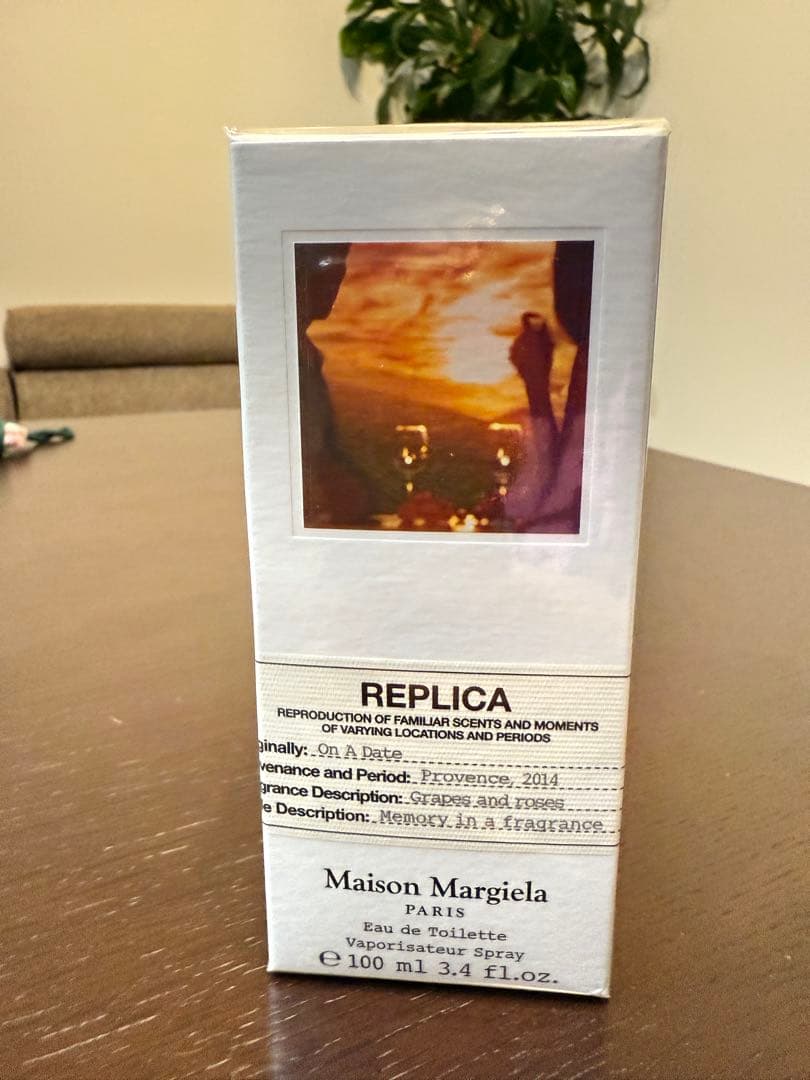 REPLICA
REPRODUCTION OF FAMILIAR SCENTS AND MOMENTS
OF VARYING LOCATIONS AND PERIODS
ginally: On A Date
venance and Period: Provence, 2014
grance Description: Grapes and roses
e Description: Memory in a fragrance
Maison Margiela
PARIS
Eau de Toilette
Vaporisateur Spray
℮ 100 ml 3.4 fl.oz.